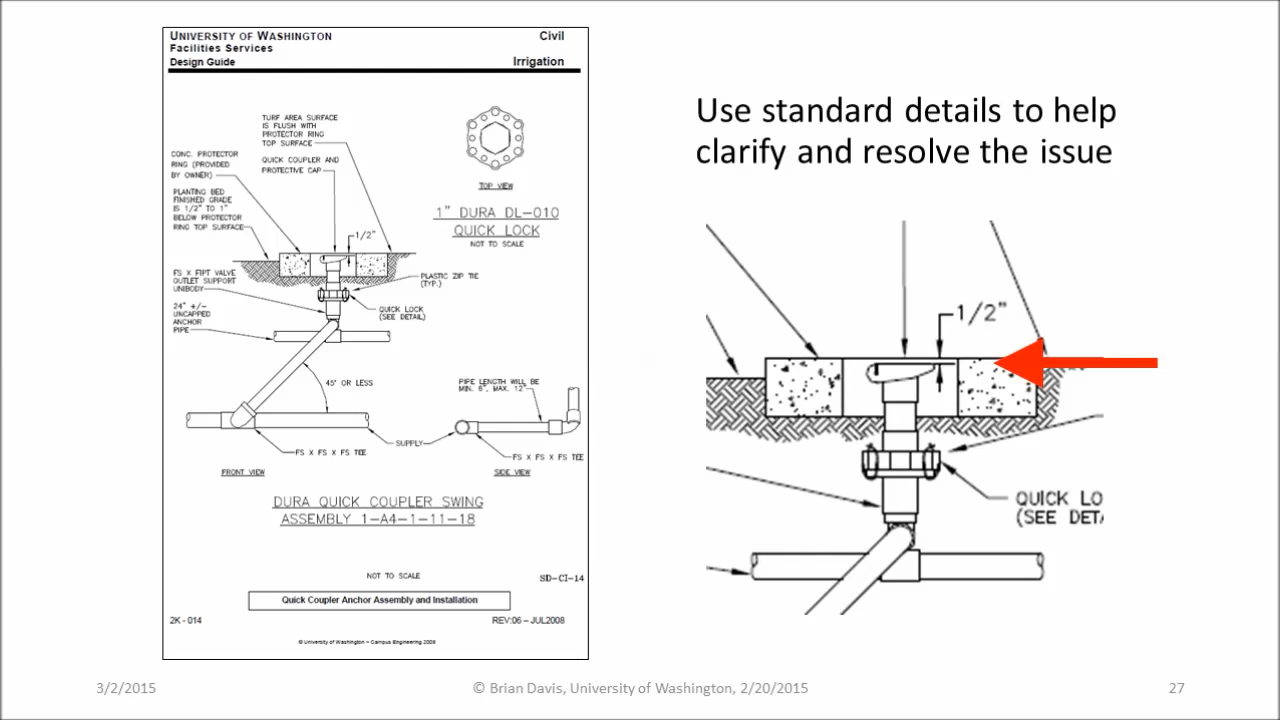 UNIVERSITY OF WASHINGTON
Facilities Services
Design Guide
Civil
Irrigation
TURF AREA SURFACE
IS FLUSH WITH
PROTECTOR RING
TOP SURFACE
CONC. PROTECTOR
RING (PROVIDED
BY OWNER)
QUICK COUPLER AND
PROTECTIVE CAP
PLANTING BED
FINISHED GRADE
IS 1/2" TO 1"
BELOW PROTECTOR
RING TOP SURFACE
TOP VIEW
1" DURA DL-010
QUICK LOCK
NOT TO SCALE
1/2"
FS X FIPT VALVE
OUTLET SUPPORT
UNIBODY
PLASTIC ZIP TIE
(TYP.)
24" +/-
UNCAPPED
ANCHOR
PIPE
QUICK LOCK
(SEE DETAIL)
45° OR LESS
PIPE LENGTH WILL BE
MIN. 6", MAX. 12"
SUPPLY
FS X FS X FS TEE
FS X FS X FS TEE
FRONT VIEW
SIDE VIEW
DURA QUICK COUPLER SWING
ASSEMBLY 1-A4-1-11-18
NOT TO SCALE
SD-CI-14
Quick Coupler Anchor Assembly and Installation
2K - 014
REV:06 – JUL2008
© University of Washington – Campus Engineering 2008
Use standard details to help
clarify and resolve the issue
1/2"
QUICK LO
(SEE DETA
3/2/2015
© Brian Davis, University of Washington, 2/20/2015
27